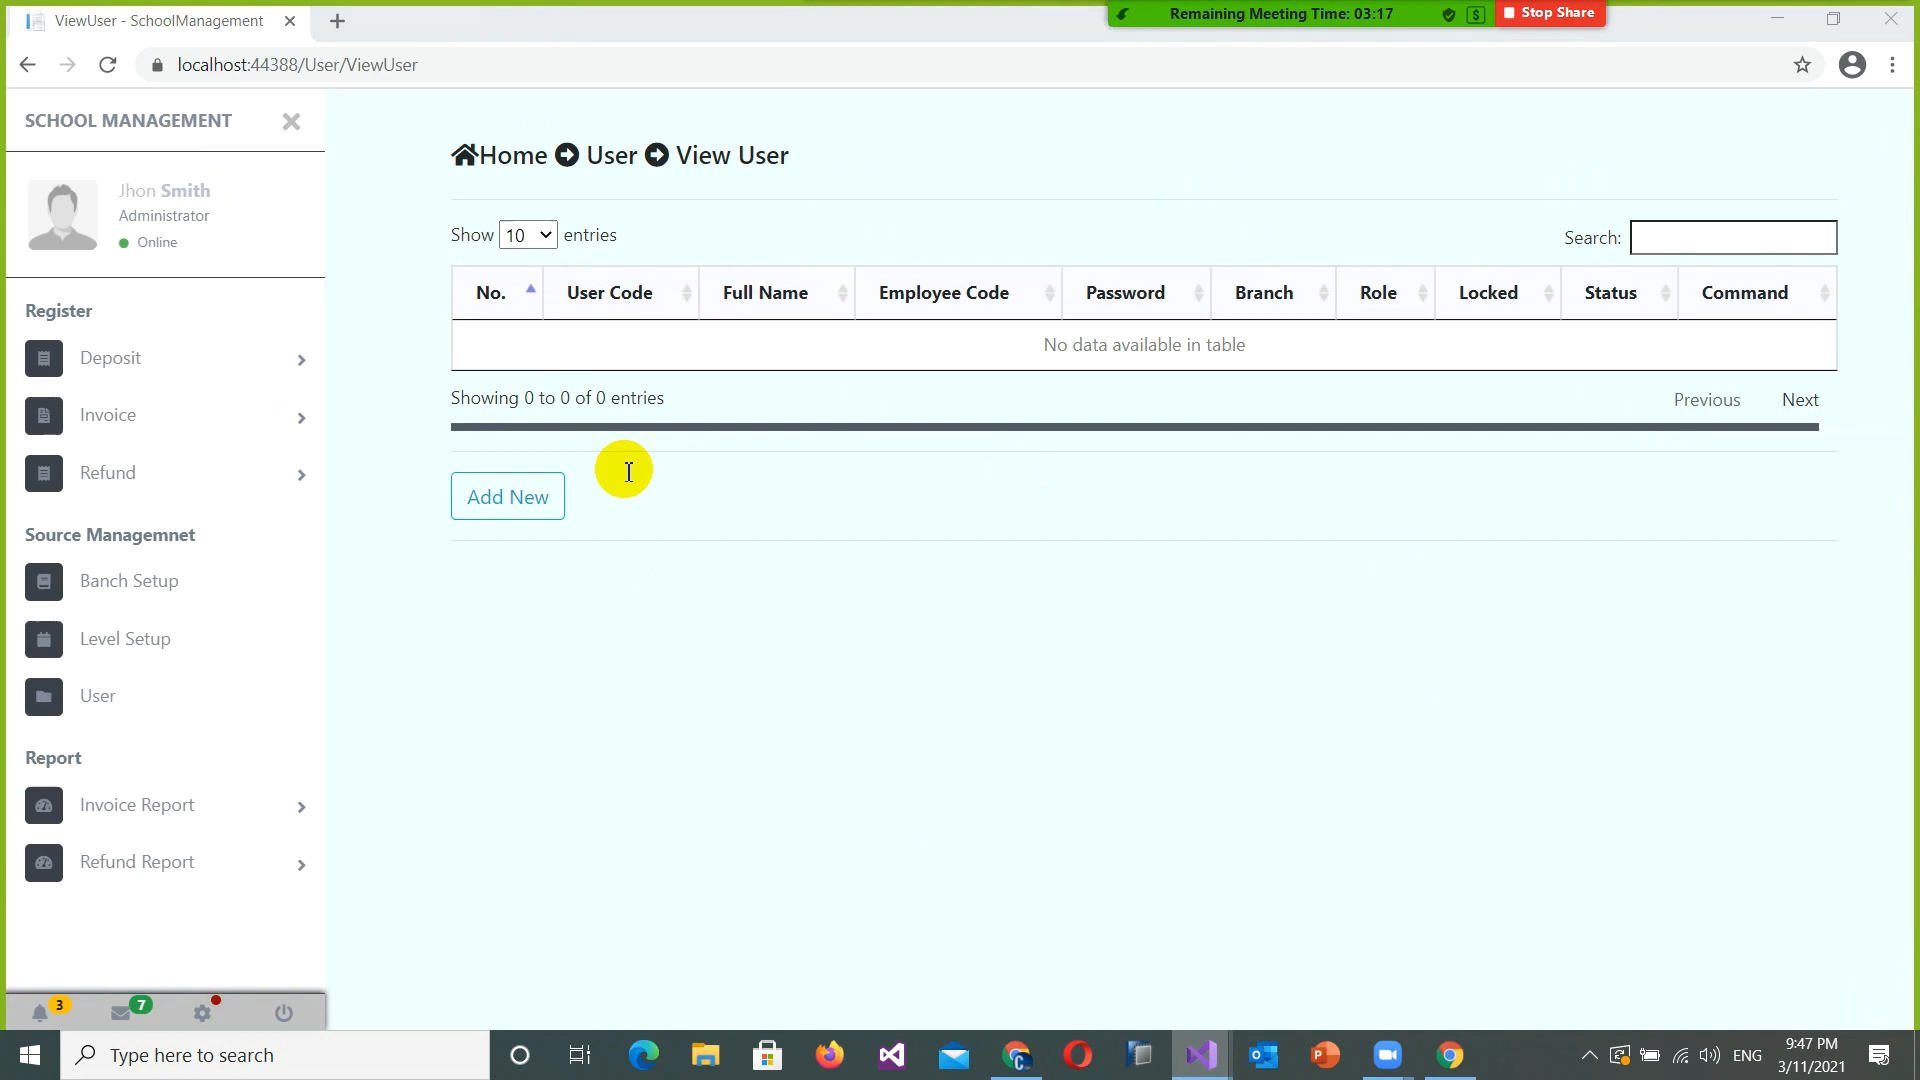 ViewUser - SchoolManagement
Remaining Meeting Time: 03:17
$
Stop Share
localhost:44388/User/ViewUser
SCHOOL MANAGEMENT
Jhon Smith
Administrator
Online
Register
Deposit
Invoice
Refund
Source Managemnet
Banch Setup
Level Setup
User
Report
Invoice Report
Refund Report
3
7
Home User View User
Show 10 entries
Search:
No. User Code Full Name Employee Code Password Branch Role Locked Status Command
No data available in table
Showing 0 to 0 of 0 entries
Previous Next
Add New
Type here to search
ENG
9:47 PM
3/11/2021